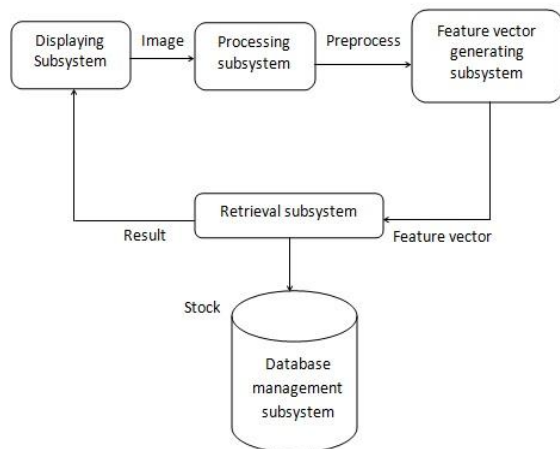 Displaying
Subsystem
Image
Processing
subsystem
Preprocess
Feature vector
generating
subsystem
Retrieval subsystem
Result
Feature vector
Stock
Database
management
subsystem